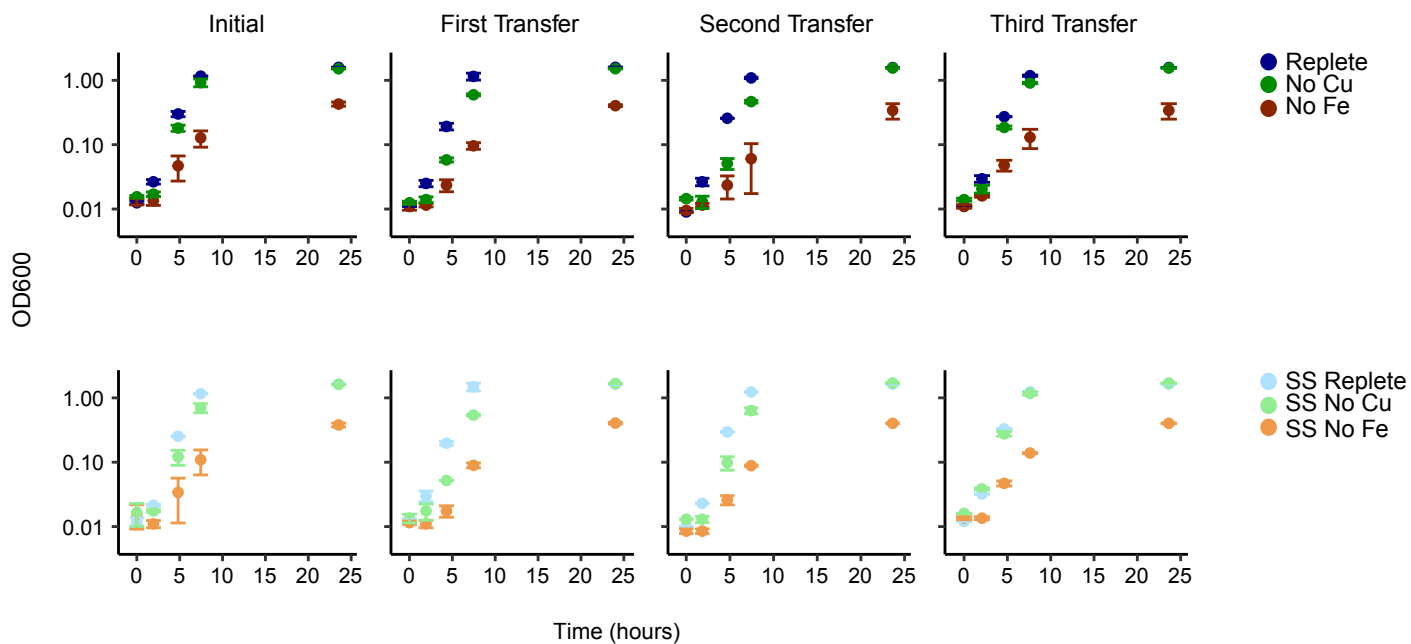 Initial First Transfer Second Transfer Third Transfer
1.00
0.10
0.01
0 5 10 15 20 25 0 5 10 15 20 25 0 5 10 15 20 25 0 5 10 15 20 25
Replete
No Cu
No Fe
OD600
1.00
0.10
0.01
0 5 10 15 20 25 0 5 10 15 20 25 0 5 10 15 20 25 0 5 10 15 20 25
SS Replete
SS No Cu
SS No Fe
Time (hours)